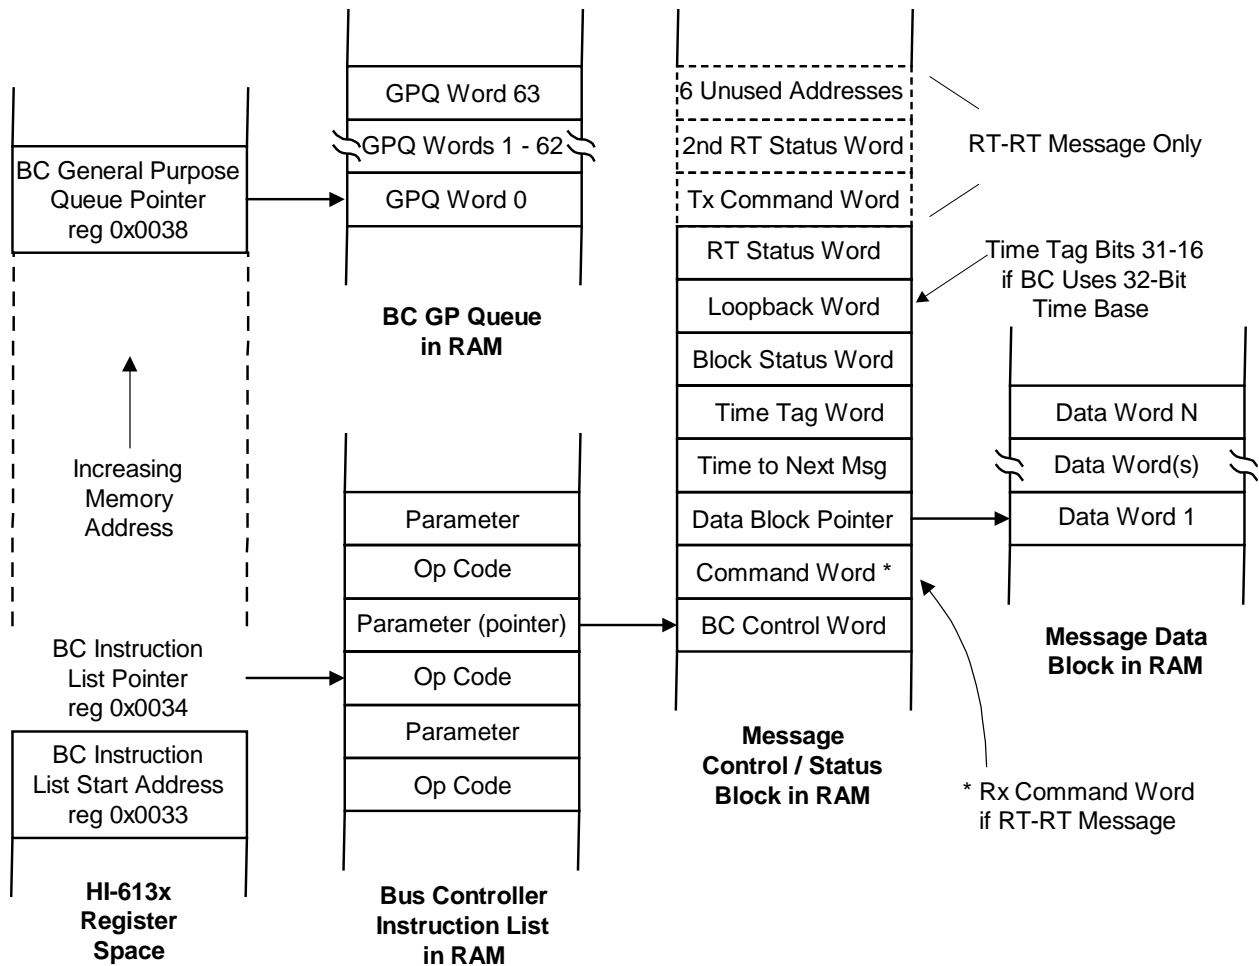 BC General Purpose
Queue Pointer
reg 0x0038
Increasing
Memory
Address
BC Instruction
List Pointer
reg 0x0034
BC Instruction
List Start Address
reg 0x0033
HI-613x
Register
Space
GPQ Word 63
GPQ Words 1 - 62
GPQ Word 0
BC GP Queue
in RAM
Parameter
Op Code
Parameter (pointer)
Op Code
Parameter
Op Code
Bus Controller
Instruction List
in RAM
6 Unused Addresses
2nd RT Status Word
Tx Command Word
RT Status Word
Loopback Word
Block Status Word
Time Tag Word
Time to Next Msg
Data Block Pointer
Command Word *
BC Control Word
Message
Control / Status
Block in RAM
RT-RT Message Only
Time Tag Bits 31-16
if BC Uses 32-Bit
Time Base
Data Word N
Data Word(s)
Data Word 1
Message Data
Block in RAM
* Rx Command Word
if RT-RT Message